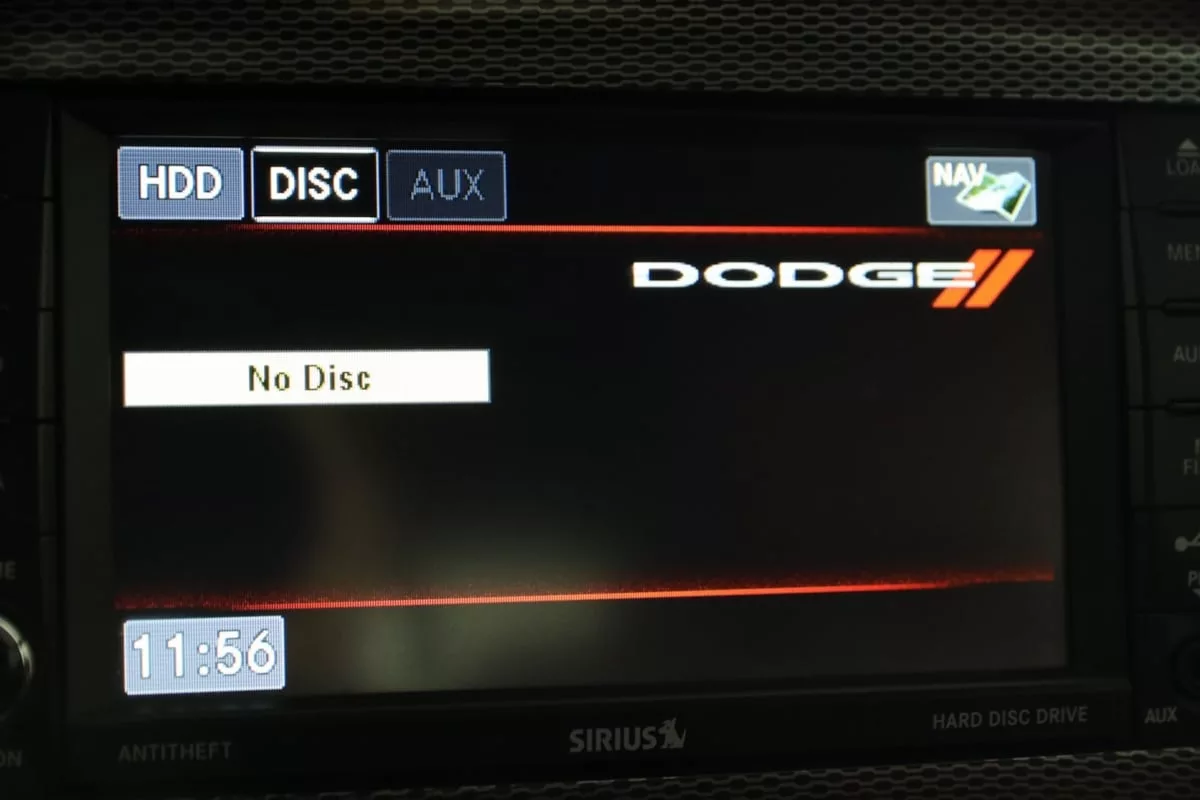 HDD DISC AUX NAV
DODGE
No Disc
11:56
ANTITHEFT SIRIUS HARD DISC DRIVE AUX